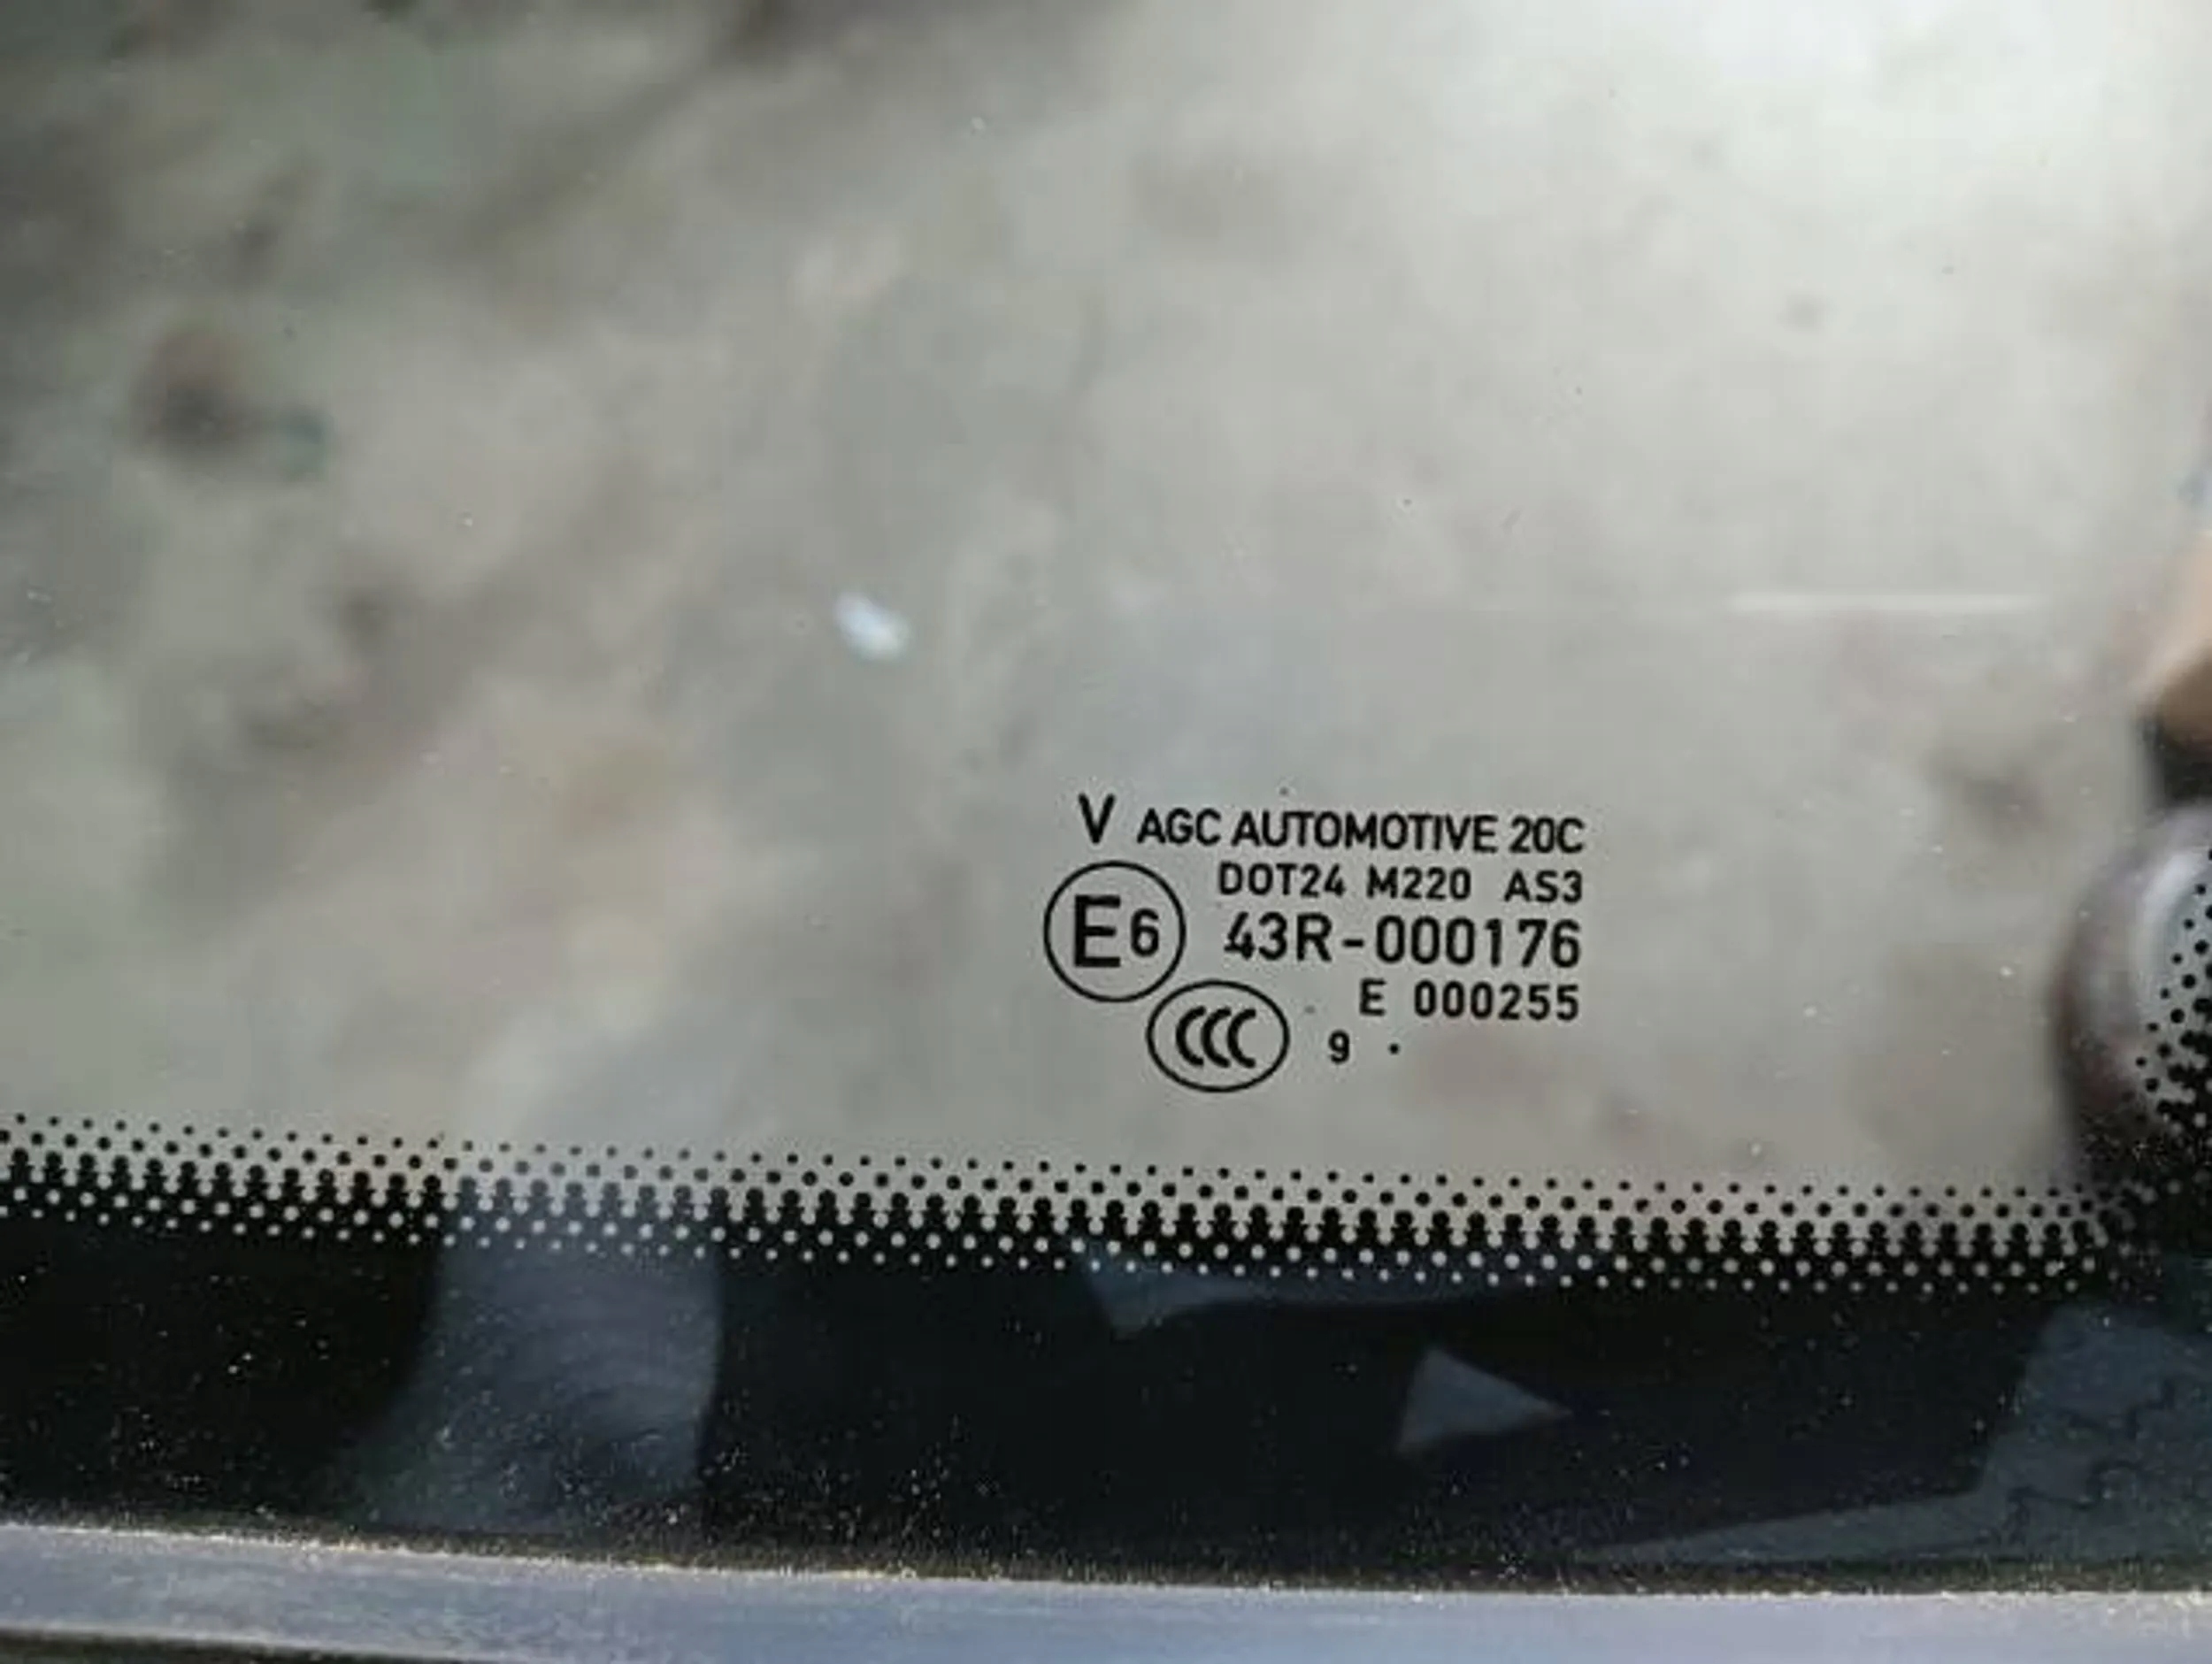 V AGC AUTOMOTIVE 20C
DOT24 M220 AS3
E6 43R-000176
E 000255
CCC 9 .